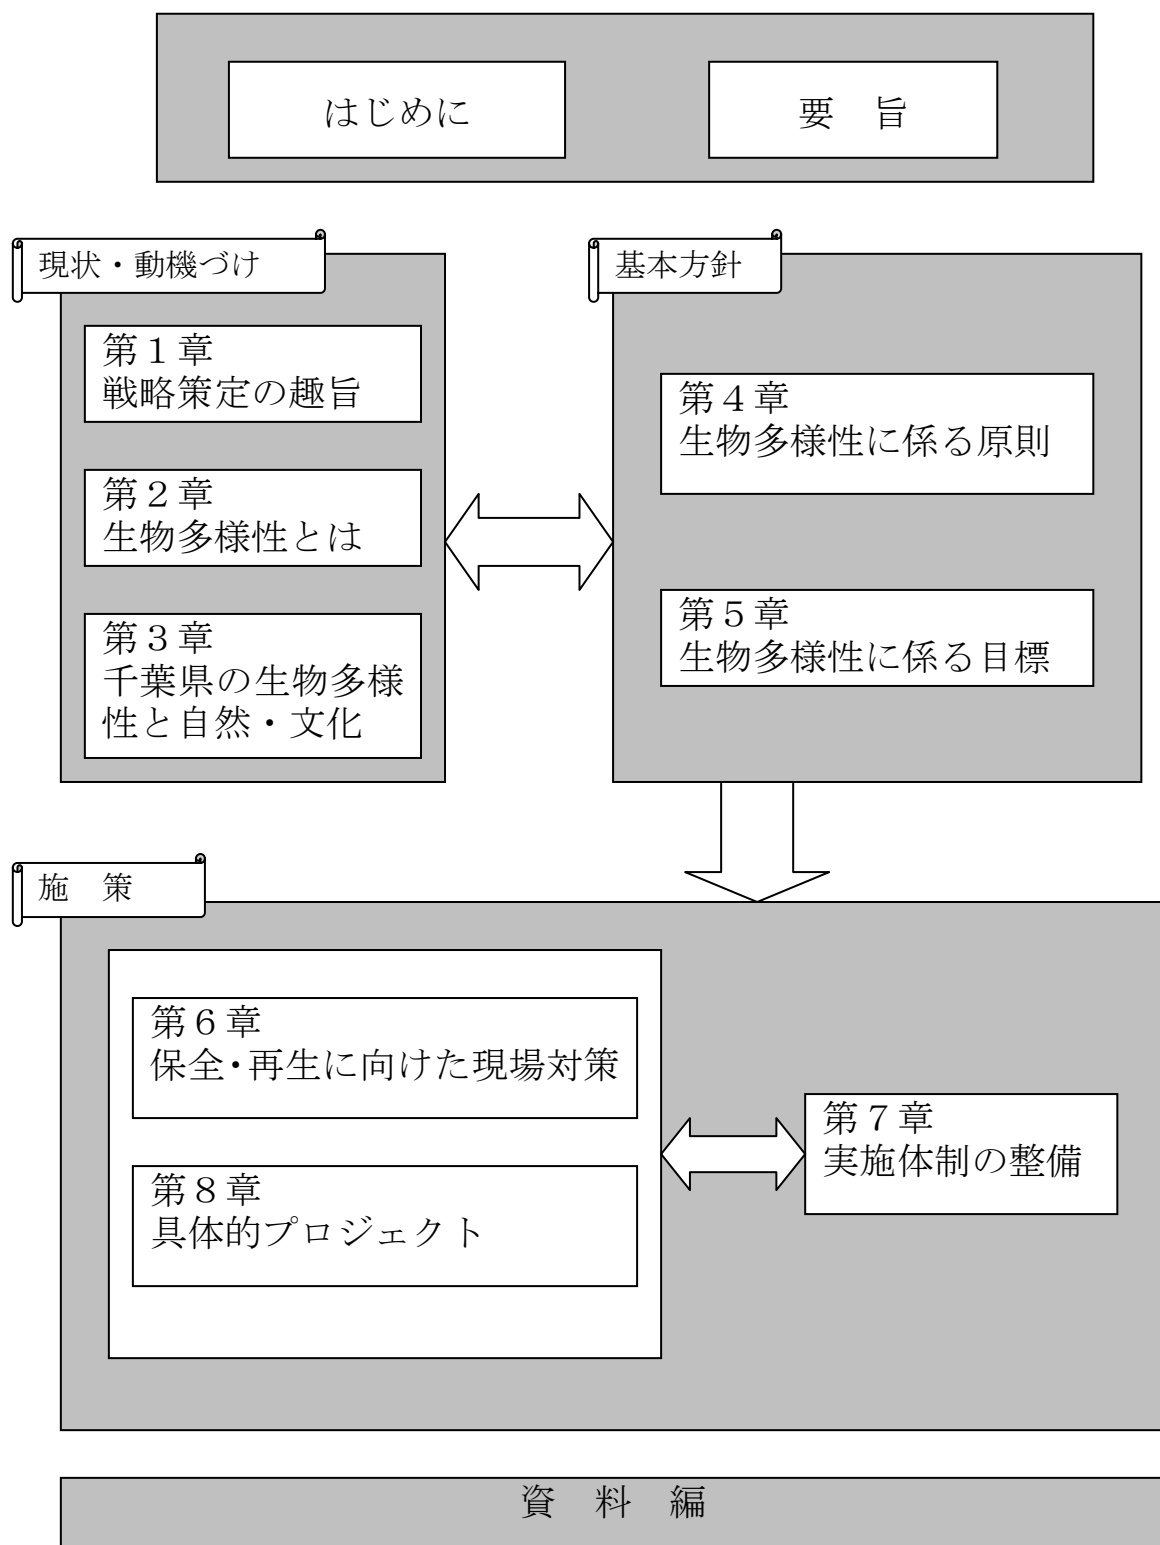 はじめに
要　旨
現状・動機づけ
第１章
戦略策定の趣旨
第２章
生物多様性とは
第３章
千葉県の生物多様
性と自然・文化
基本方針
第４章
生物多様性に係る原則
第５章
生物多様性に係る目標
施　策
第６章
保全・再生に向けた現場対策
第８章
具体的プロジェクト
第７章
実施体制の整備
資　料　編